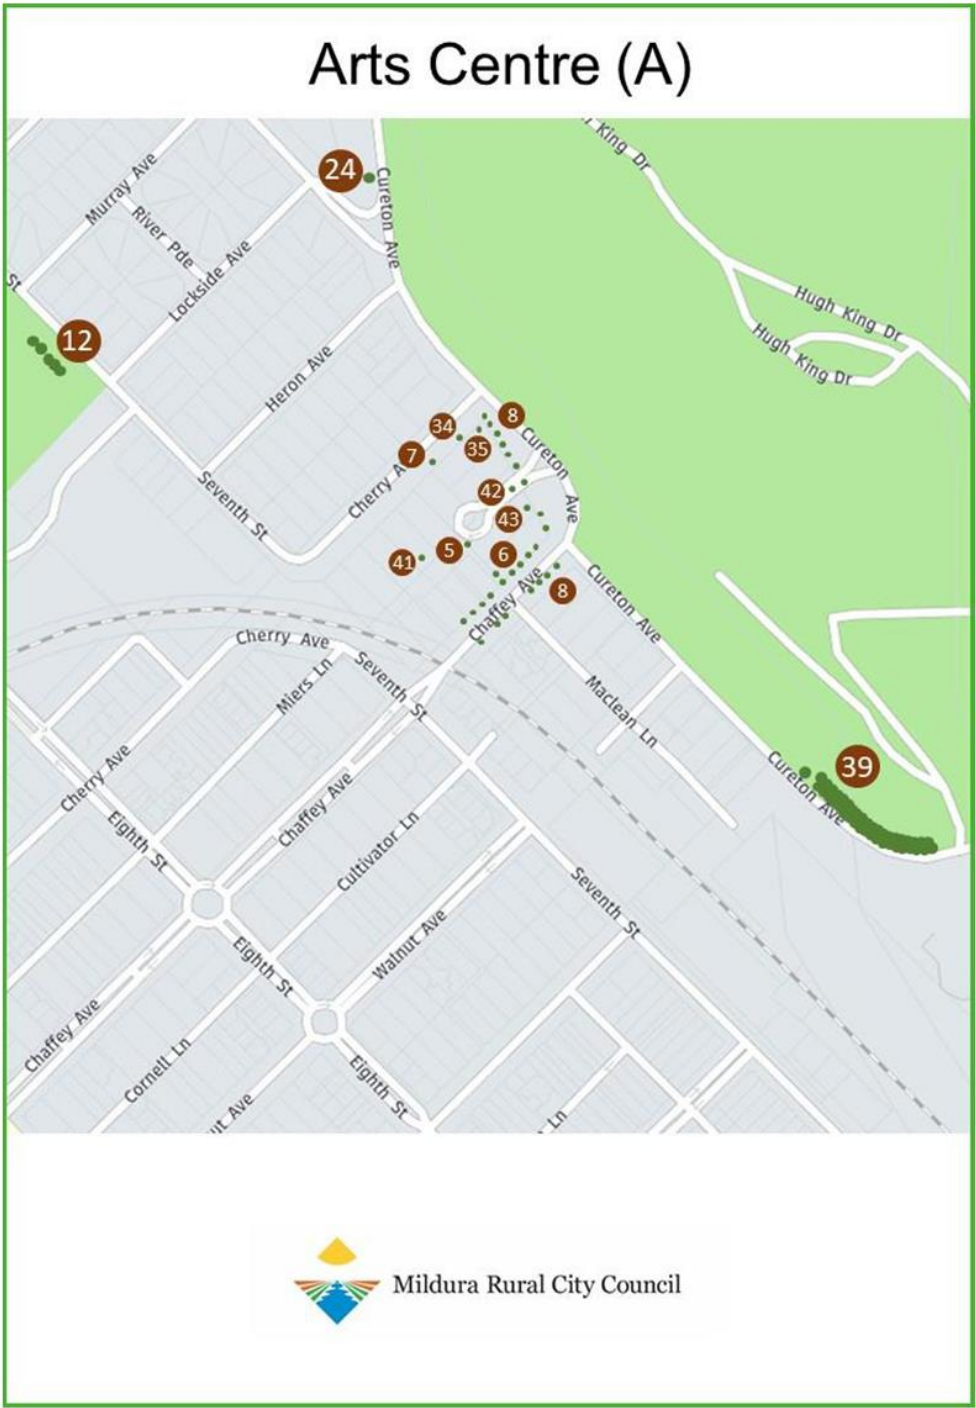 Arts Centre (A)
King Dr
24
Murray Ave
Cureton Ave
River Pde
Lockside Ave
St
Hugh King Dr
12
Hugh King Dr
Heron Ave
8
34
Cureton Ave
35
7
Cherry A
42
Seventh St
43
5
6
41
8
Chaffey Ave
Cureton Ave
Cherry Ave
Miers Ln
Seventh St
Maclean Ln
Cherry Ave
39
Cureton Ave
Chaffey Ave
Eighth St
Cultivator Ln
Seventh St
Walnut Ave
Eighth St
Chaffey Ave
Cornell Ln
Eighth St
ut Ave
Ln
Mildura Rural City Council